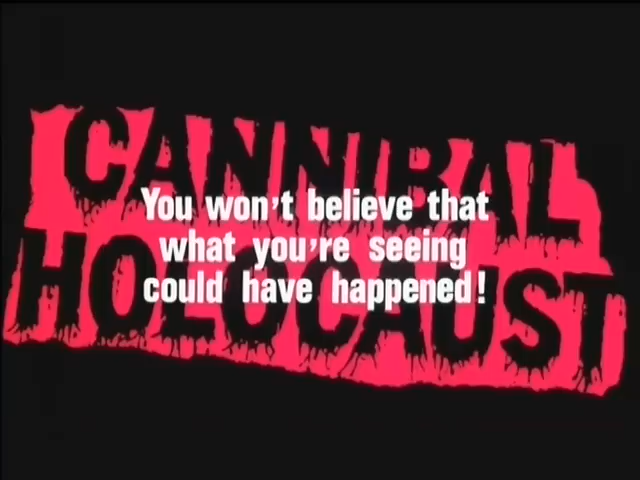 CANNIBAL
HOLOCAUST
You won't believe that
what you're seeing
could have happened!